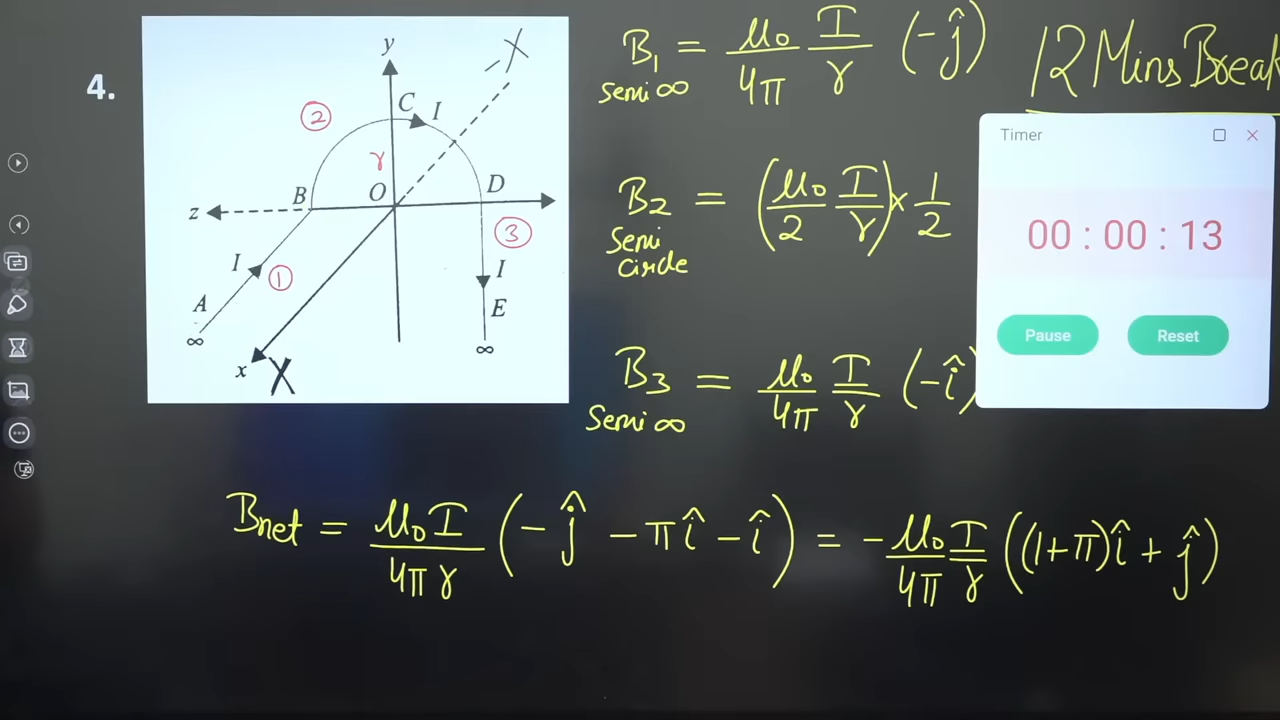 4.
y
-X
C I
②
r
B O D
z
③
I ① I
A E
∞ ∞
x X
B₁ = μ₀/4π I/r (-ĵ)
semi ∞
12 Mins Break
Timer
00 : 00 : 13
Pause Reset
B₂ = (μ₀/2 I/r) × 1/2
Semi
circle
B₃ = μ₀/4π I/r (-î)
Semi ∞
Bnet = μ₀I/4πr (-ĵ - πî - î) = -μ₀/4π I/r ((1+π)î + ĵ)